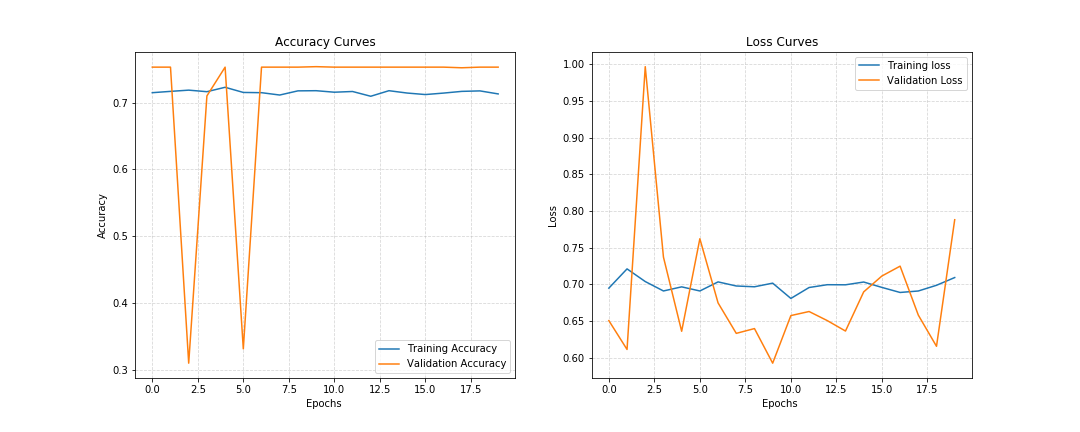 Accuracy Curves
Accuracy
0.7
0.6
0.5
0.4
0.3
Training Accuracy
Validation Accuracy
0.0 2.5 5.0 7.5 10.0 12.5 15.0 17.5
Epochs
Loss Curves
Loss
1.00
0.95
0.90
0.85
0.80
0.75
0.70
0.65
0.60
Training loss
Validation Loss
0.0 2.5 5.0 7.5 10.0 12.5 15.0 17.5
Epochs